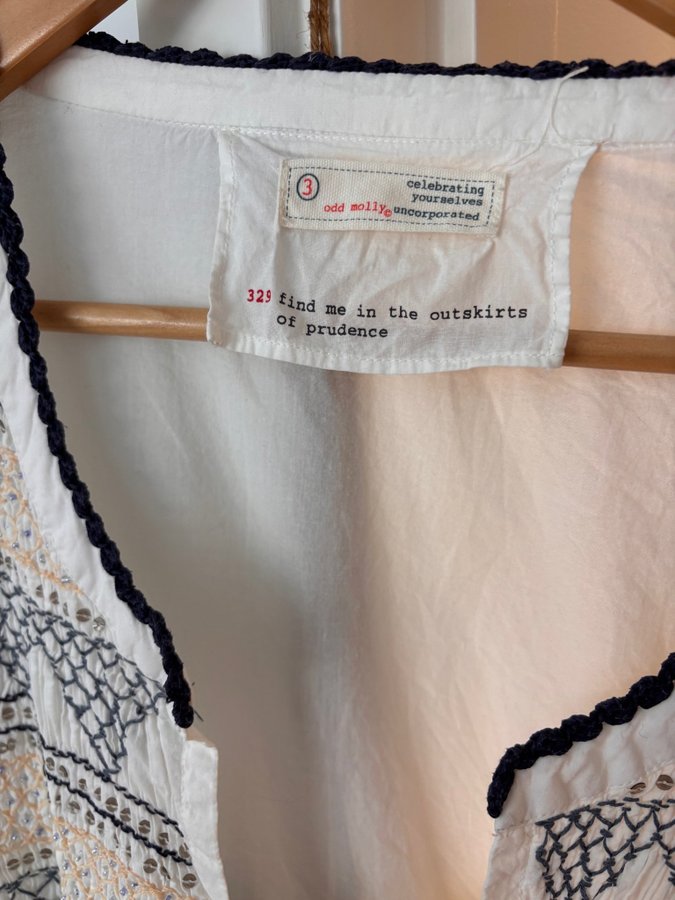 3
celebrating
yourselves
odd molly© uncorporated
329 find me in the outskirts
of prudence